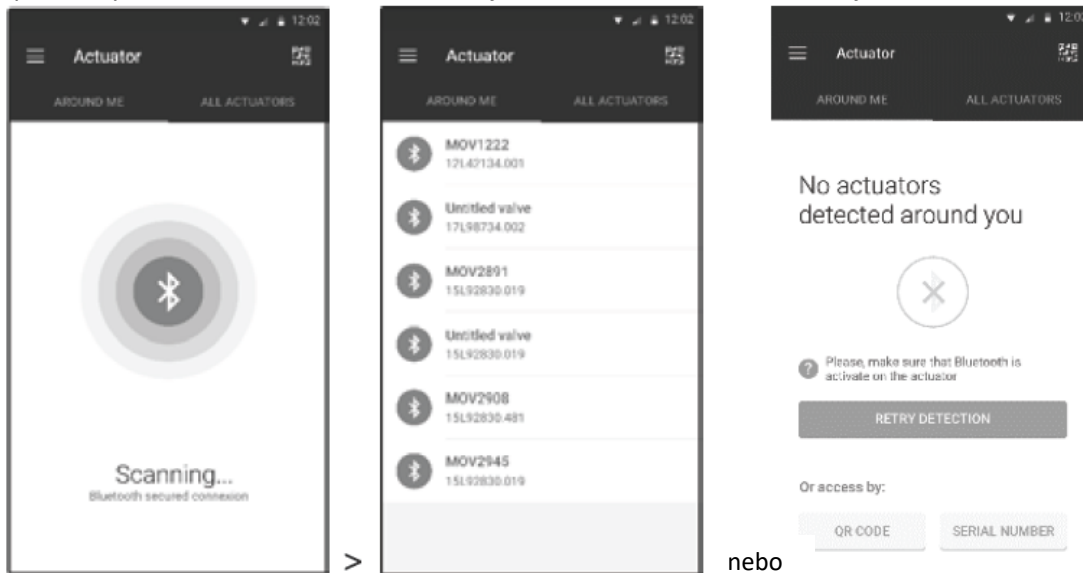 12:02
Actuator
AROUND ME ALL ACTUATORS
Scanning...
Bluetooth secured connexion
>
12:02
Actuator
AROUND ME ALL ACTUATORS
MOV1222
12L42134.001
Untitled valve
17L98734.002
MOV2891
15L92830.019
Untitled valve
15L92830.019
MOV2908
15L92830.481
MOV2945
15L92830.019
nebo
12:02
Actuator
AROUND ME ALL ACTUATORS
No actuators
detected around you
Please, make sure that Bluetooth is
activate on the actuator
RETRY DETECTION
Or access by:
QR CODE SERIAL NUMBER